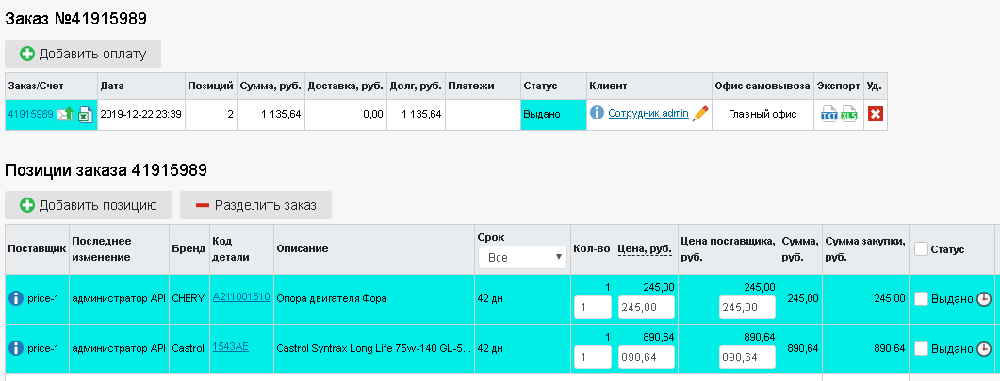 Заказ №41915989
Добавить оплату
Заказ/Счет Дата Позиций Сумма, руб. Доставка, руб. Долг, руб. Платежи Статус Клиент Офис самовывоза Экспорт Уд.
41915989 2019-12-22 23:39 2 1 135,64 0,00 1 135,64 Выдано Сотрудник admin Главный офис TXT XLS
Позиции заказа 41915989
Добавить позицию Разделить заказ
Поставщик Последнее изменение Бренд Код детали Описание Срок Все Кол-во Цена, руб. Цена поставщика, руб. Сумма, руб. Сумма закупки, руб. Статус
1 245,00 245,00
price-1 администратор API CHERY A211001510 Опора двигателя Фора 42 дн 1 245,00 245,00 245,00 245,00 Выдано
1 890,64 890,64
price-1 администратор API Castrol 1543AE Castrol Syntrax Long Life 75w-140 GL-5... 42 дн 1 890,64 890,64 890,64 890,64 Выдано